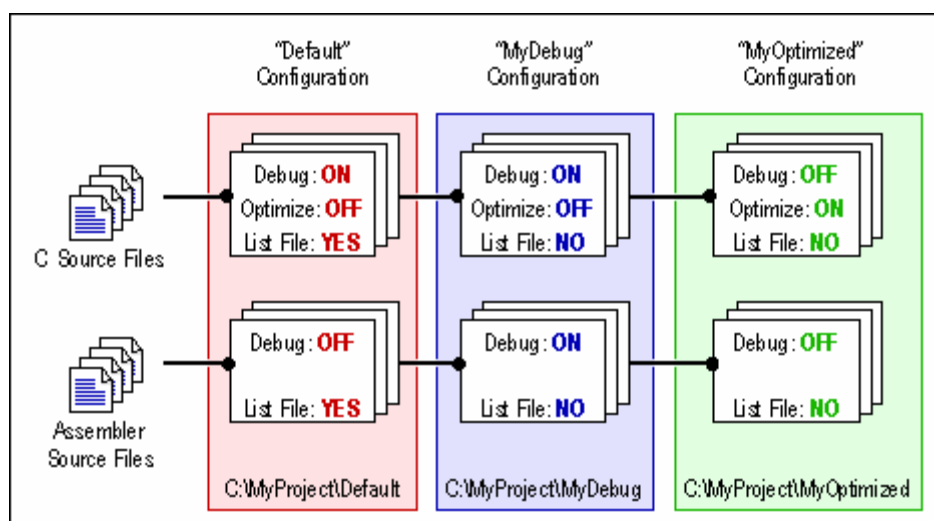 "Default"
Configuration
"MyDebug"
Configuration
"MyOptimized"
Configuration
C Source Files
Debug: ON
Optimize: OFF
List File: YES
Debug: ON
Optimize: OFF
List File: NO
Debug: OFF
Optimize: ON
List File: NO
Assembler
Source Files
Debug: OFF
List File: YES
Debug: ON
List File: NO
Debug: OFF
List File: NO
C:\MyProject\Default
C:\MyProject\MyDebug
C:\MyProject\MyOptimized